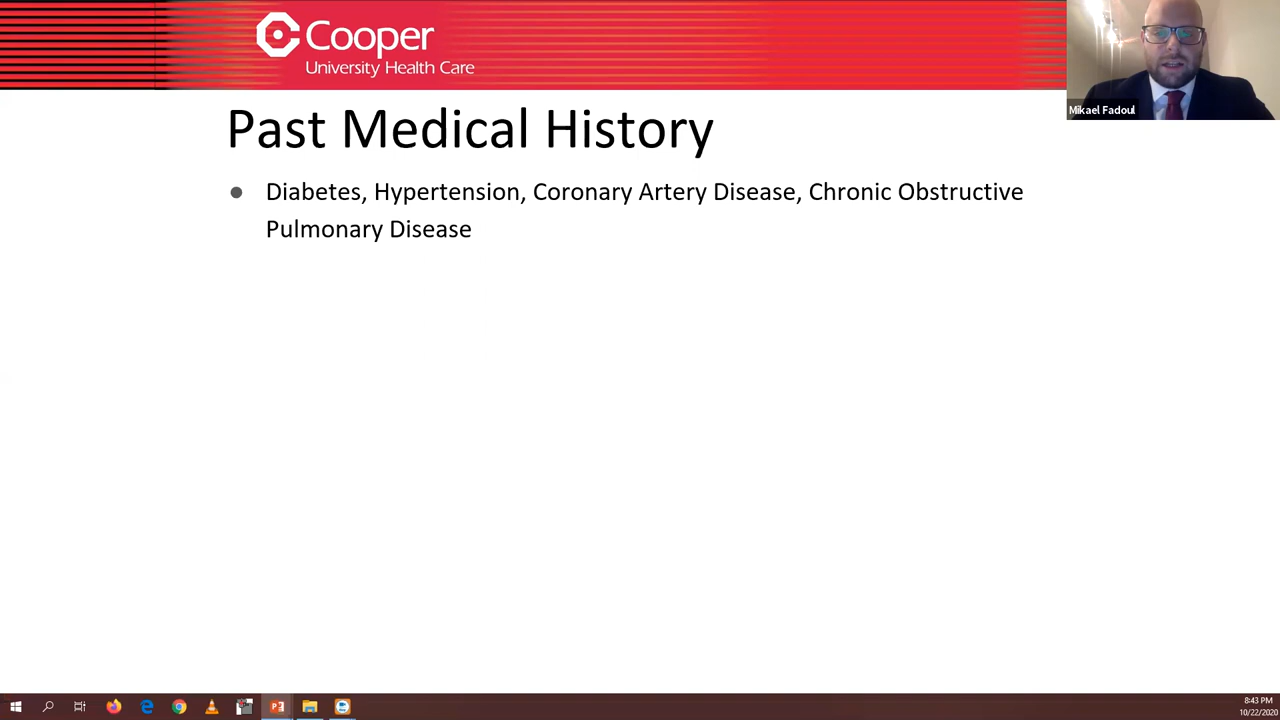 Cooper
University Health Care
Mikael Fadoul
Past Medical History
● Diabetes, Hypertension, Coronary Artery Disease, Chronic Obstructive
Pulmonary Disease
8:43 PM
10/22/2020